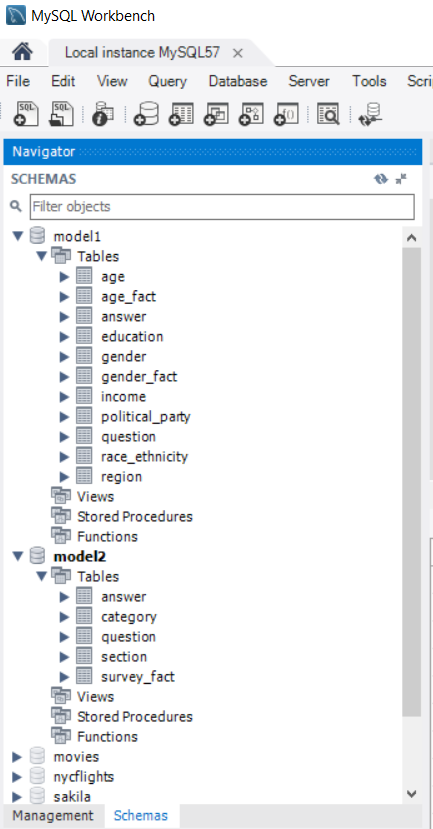 MySQL Workbench
Local instance MySQL57
File Edit View Query Database Server Tools Scri
SQL SQL
Navigator
SCHEMAS
Filter objects
model1
Tables
age
age_fact
answer
education
gender
gender_fact
income
political_party
question
race_ethnicity
region
Views
Stored Procedures
Functions
model2
Tables
answer
category
question
section
survey_fact
Views
Stored Procedures
Functions
movies
nycflights
sakila
Management Schemas